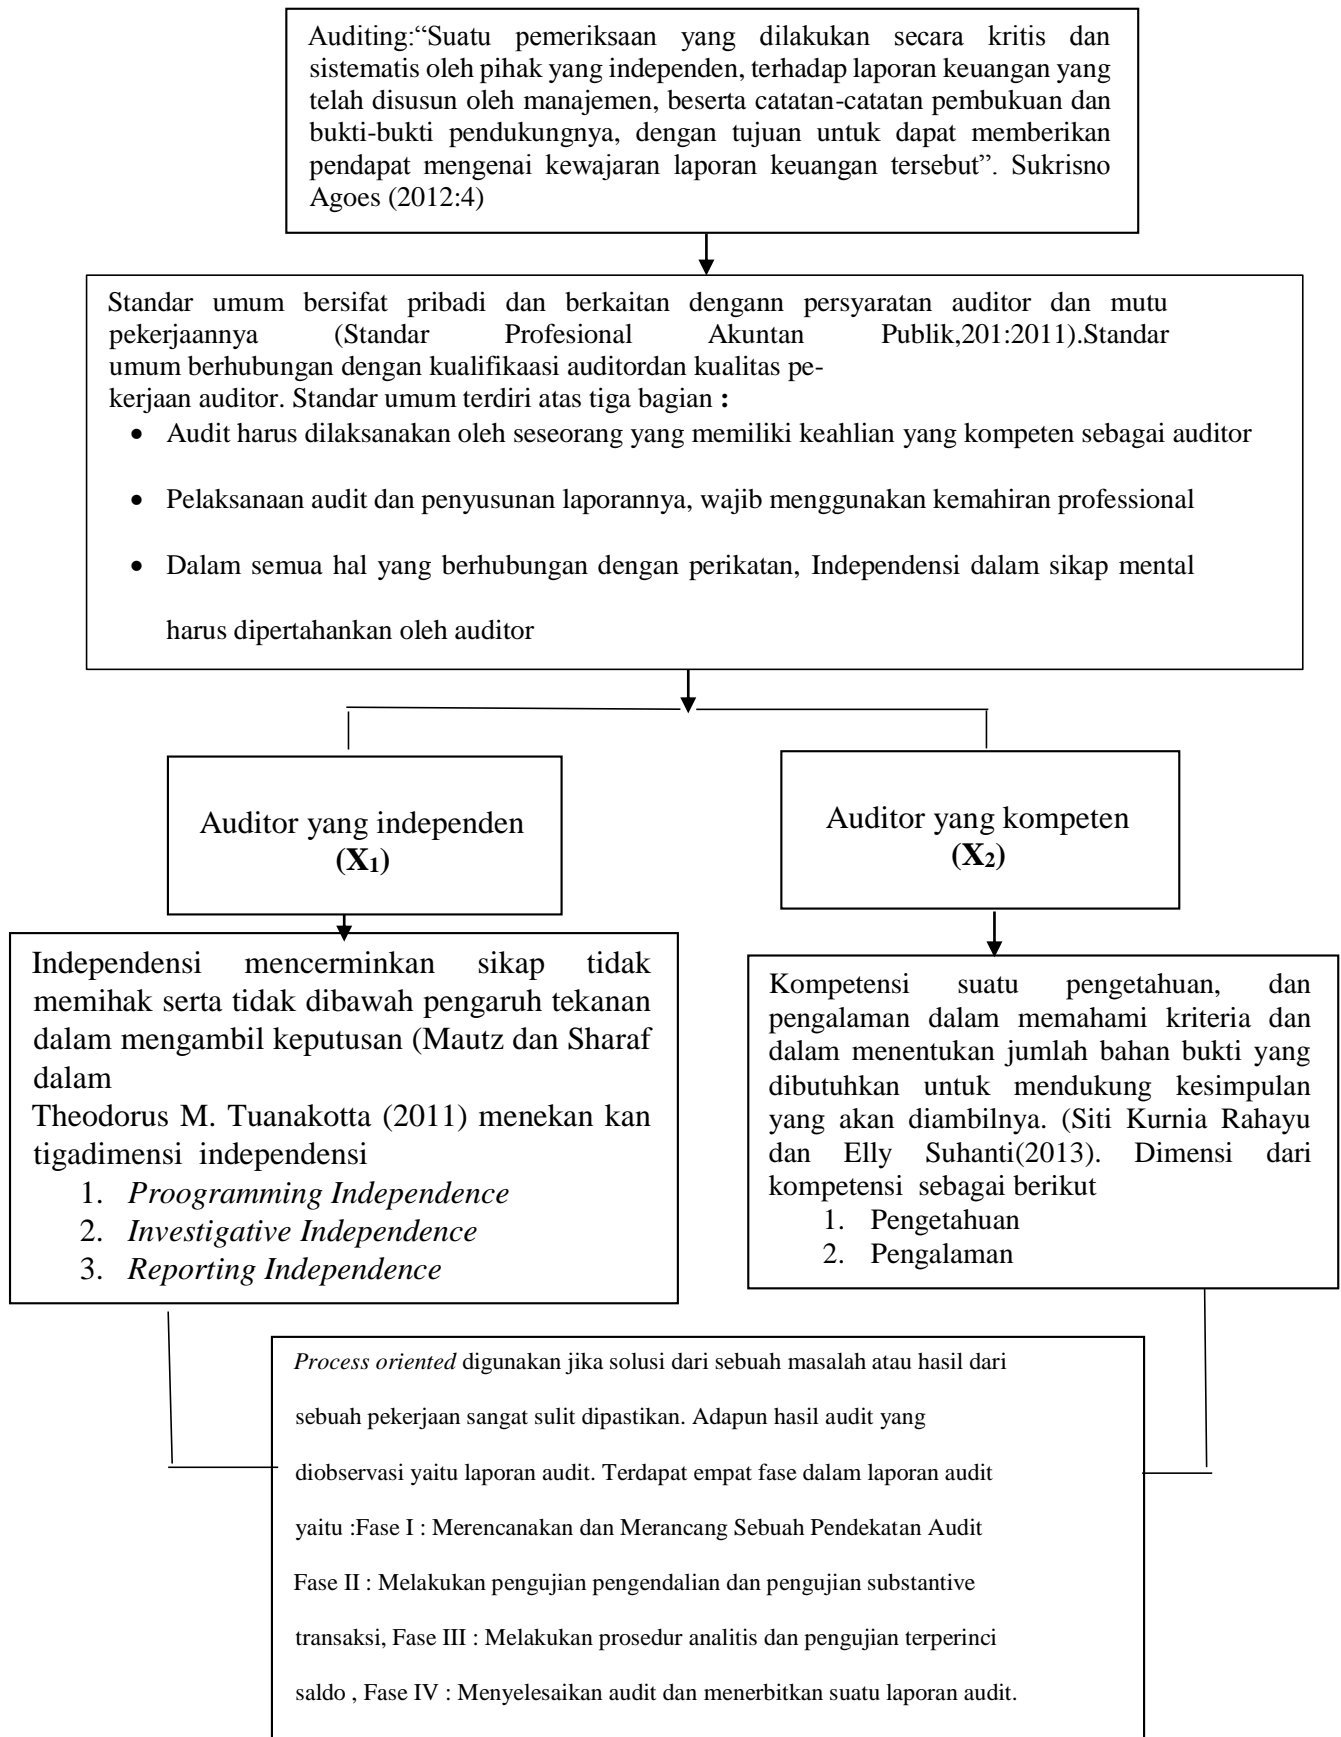 Auditing:“Suatu pemeriksaan yang dilakukan secara kritis dan
sistematis oleh pihak yang independen, terhadap laporan keuangan yang
telah disusun oleh manajemen, beserta catatan-catatan pembukuan dan
bukti-bukti pendukungnya, dengan tujuan untuk dapat memberikan
pendapat mengenai kewajaran laporan keuangan tersebut”. Sukrisno
Agoes (2012:4)
Standar umum bersifat pribadi dan berkaitan dengann persyaratan auditor dan mutu
pekerjaannya (Standar Profesional Akuntan Publik,201:2011).Standar
umum berhubungan dengan kualifikaasi auditordan kualitas pe-
kerjaan auditor. Standar umum terdiri atas tiga bagian :
• Audit harus dilaksanakan oleh seseorang yang memiliki keahlian yang kompeten sebagai auditor
• Pelaksanaan audit dan penyusunan laporannya, wajib menggunakan kemahiran professional
• Dalam semua hal yang berhubungan dengan perikatan, Independensi dalam sikap mental
harus dipertahankan oleh auditor
Auditor yang independen
(X1)
Auditor yang kompeten
(X2)
Independensi mencerminkan sikap tidak
memihak serta tidak dibawah pengaruh tekanan
dalam mengambil keputusan (Mautz dan Sharaf
dalam
Theodorus M. Tuanakotta (2011) menekan kan
tigadimensi independensi
1. Proogramming Independence
2. Investigative Independence
3. Reporting Independence
Kompetensi suatu pengetahuan, dan
pengalaman dalam memahami kriteria dan
dalam menentukan jumlah bahan bukti yang
dibutuhkan untuk mendukung kesimpulan
yang akan diambilnya. (Siti Kurnia Rahayu
dan Elly Suhanti(2013). Dimensi dari
kompetensi sebagai berikut
1. Pengetahuan
2. Pengalaman
Process oriented digunakan jika solusi dari sebuah masalah atau hasil dari
sebuah pekerjaan sangat sulit dipastikan. Adapun hasil audit yang
diobservasi yaitu laporan audit. Terdapat empat fase dalam laporan audit
yaitu :Fase I : Merencanakan dan Merancang Sebuah Pendekatan Audit
Fase II : Melakukan pengujian pengendalian dan pengujian substantive
transaksi, Fase III : Melakukan prosedur analitis dan pengujian terperinci
saldo , Fase IV : Menyelesaikan audit dan menerbitkan suatu laporan audit.